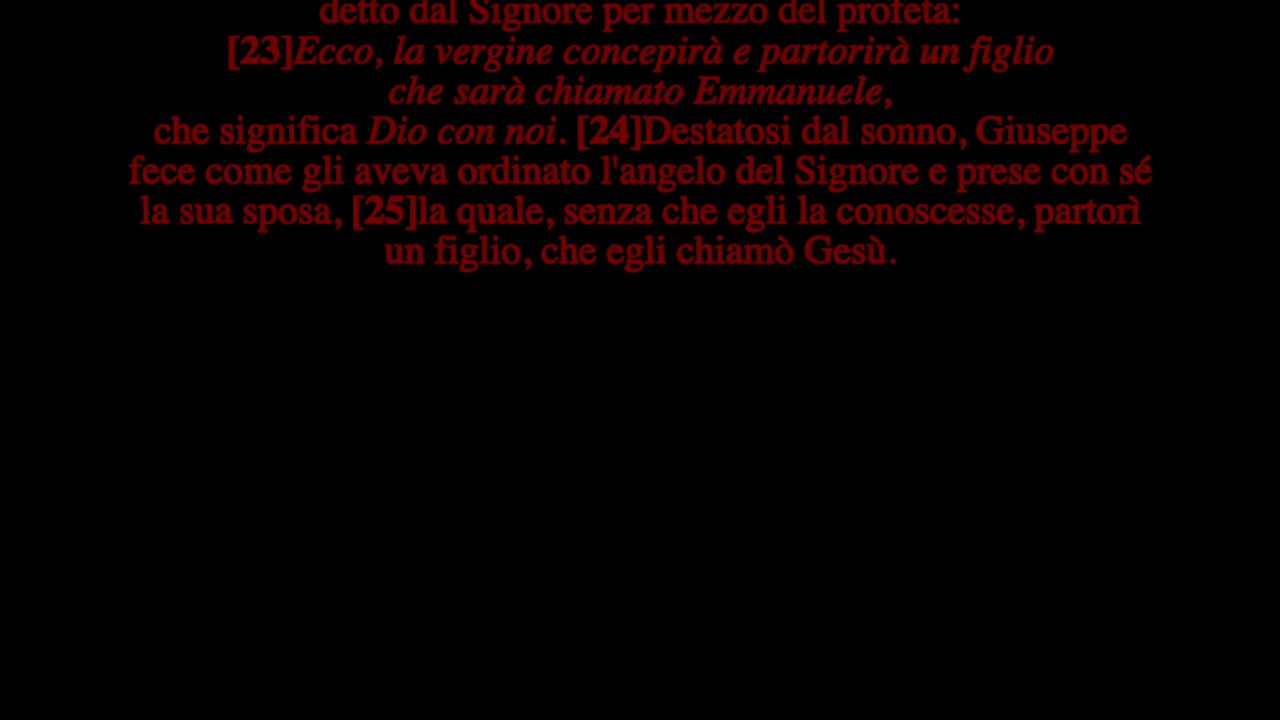 detto dal Signore per mezzo del profeta:
[23]Ecco, la vergine concepirà e partorirà un figlio
che sarà chiamato Emmanuele,
che significa Dio con noi. [24]Destatosi dal sonno, Giuseppe
fece come gli aveva ordinato l'angelo del Signore e prese con sé
la sua sposa, [25]la quale, senza che egli la conoscesse, partorì
un figlio, che egli chiamò Gesù.